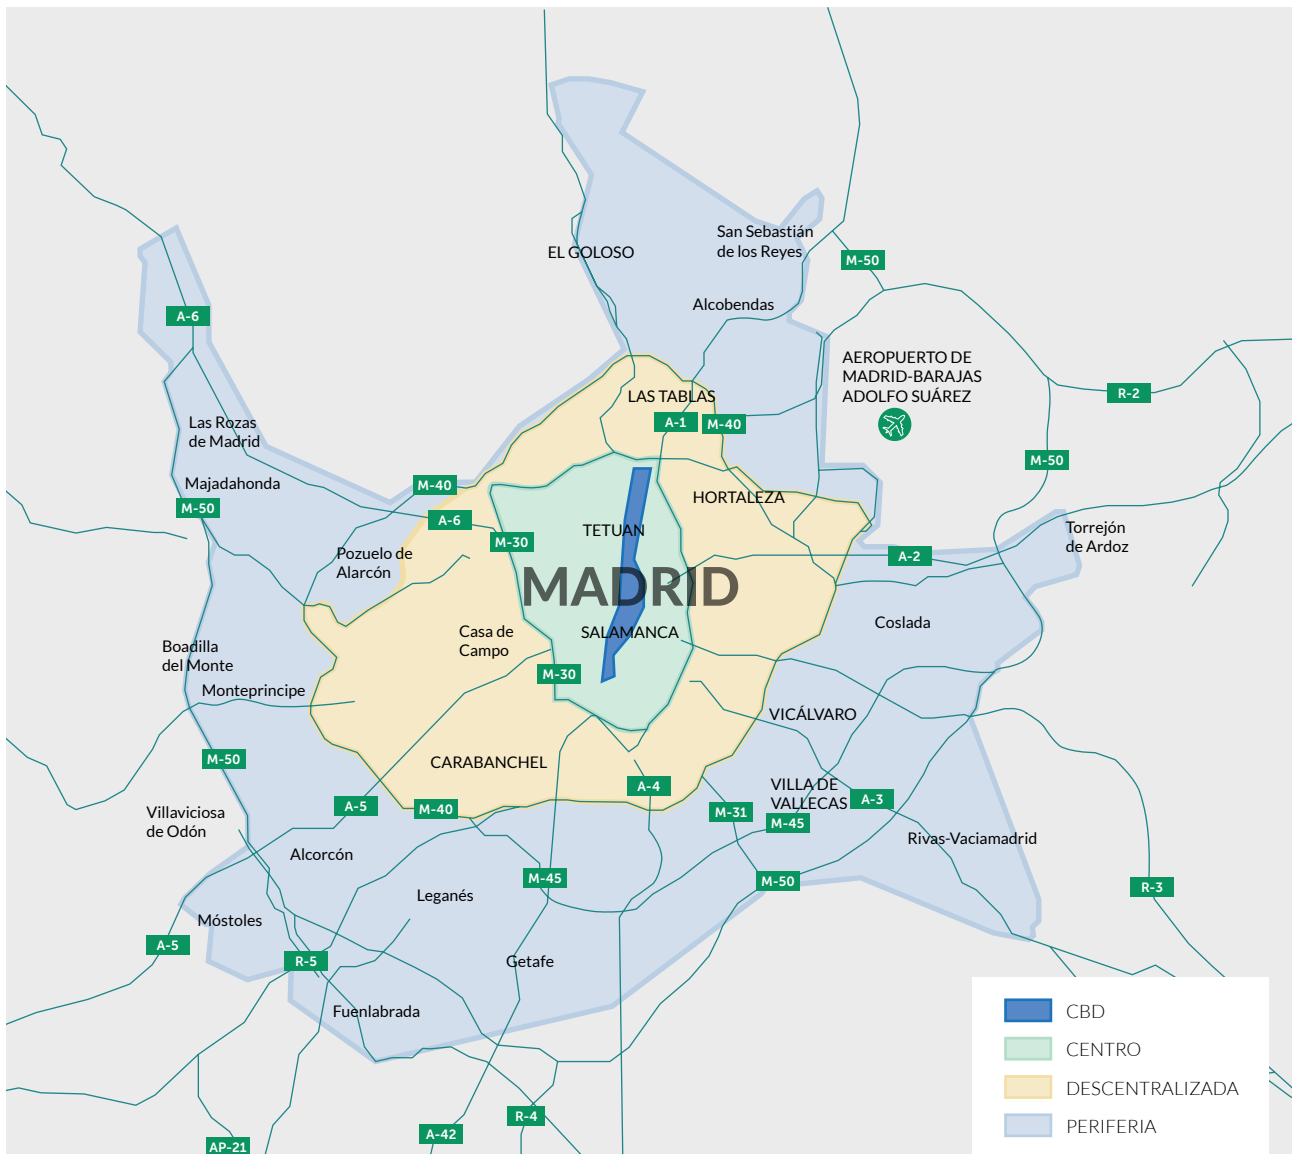 San Sebastián
de los Reyes
EL GOLOSO
M-50
Alcobendas
A-6
AEROPUERTO DE
MADRID-BARAJAS
ADOLFO SUÁREZ
R-2
LAS TABLAS
A-1
M-40
Las Rozas
de Madrid
M-50
Majadahonda
M-40
HORTALEZA
M-50
A-6
TETUAN
Torrejón
de Ardoz
M-30
Pozuelo de
Alarcón
A-2
MADRID
Coslada
SALAMANCA
Casa de
Campo
Boadilla
del Monte
M-30
Monteprincipe
VICÁLVARO
M-50
CARABANCHEL
A-4
VILLA DE
VALLECAS
A-3
A-5
M-40
M-31
M-45
Villaviciosa
de Odón
Rivas-Vaciamadrid
Alcorcón
M-45
M-50
R-3
Leganés
Móstoles
A-5
R-5
Getafe
Fuenlabrada
CBD
CENTRO
DESCENTRALIZADA
PERIFERIA
R-4
A-42
AP-21